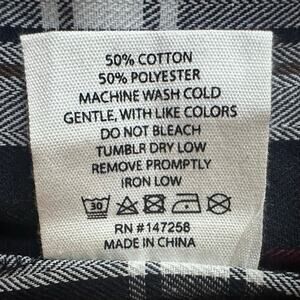 50% COTTON
50% POLYESTER
MACHINE WASH COLD
GENTLE, WITH LIKE COLORS
DO NOT BLEACH
TUMBLR DRY LOW
REMOVE PROMPTLY
IRON LOW
30
RN #147258
MADE IN CHINA